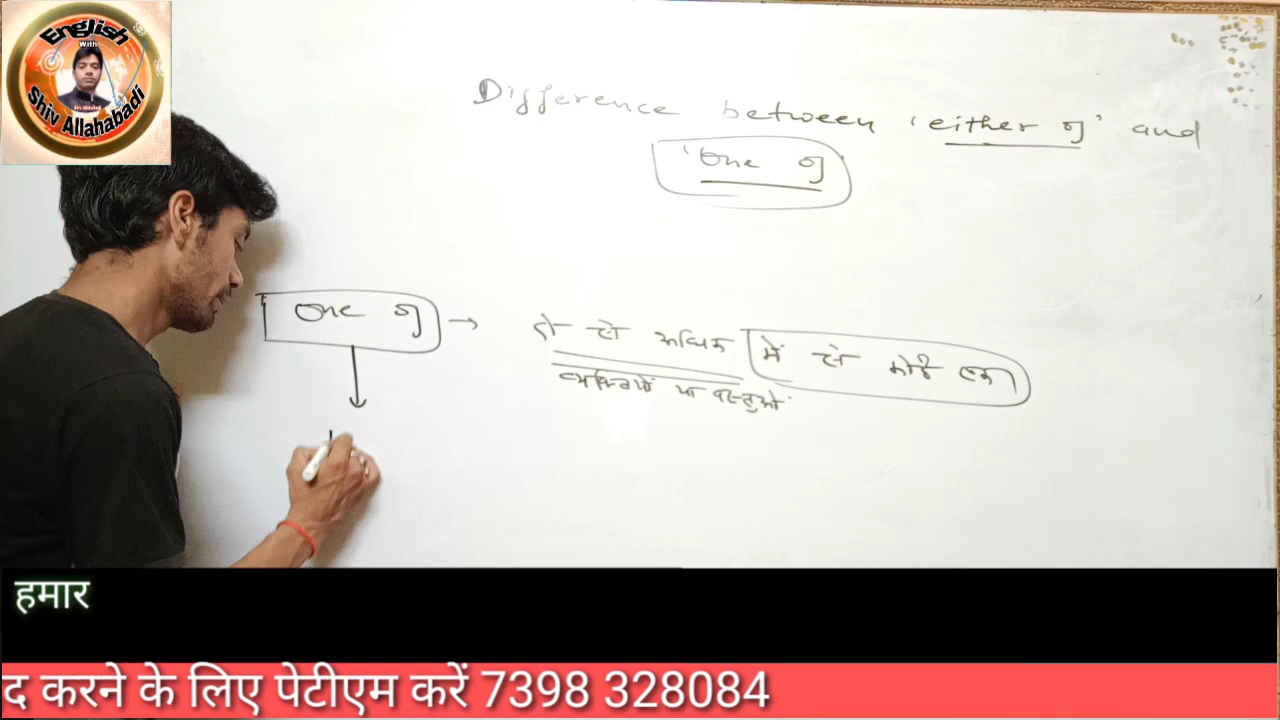 English
With
Shiv Allahabadi
Difference between 'either of' and
'One of
One of → दो से अधिक में से कोई एक
व्यक्तियों या वस्तुओं
हमार
द करने के लिए पेटीएम करें 7398 328084